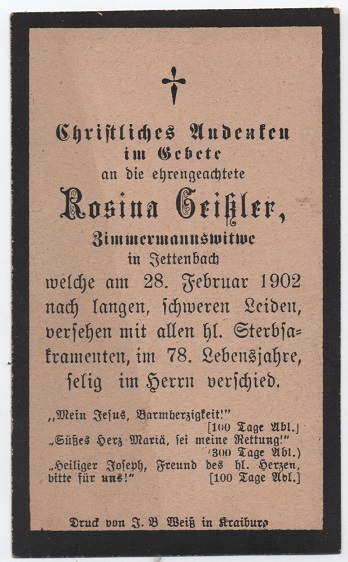 Christliches Andenken
im Gebete
an die ehrengeachtete
Rosina Geißler,
Zimmermannswitwe
in Jettenbach
welche am 28. Februar 1902
nach langen, schweren Leiden,
versehen mit allen hl. Sterbsa-
kramenten, im 78. Lebensjahre,
selig im Herrn verschied.
„Mein Jesus, Barmherzigkeit!"
[100 Tage Abl.]
„Süßes Herz Mariä, sei meine Rettung!"
(300 Tage Abl.)
„Heiliger Joseph, Freund des hl. Herzen,
bitte für uns!" [100 Tage Abl.]
Druck von J. B Weiß in Kraiburg